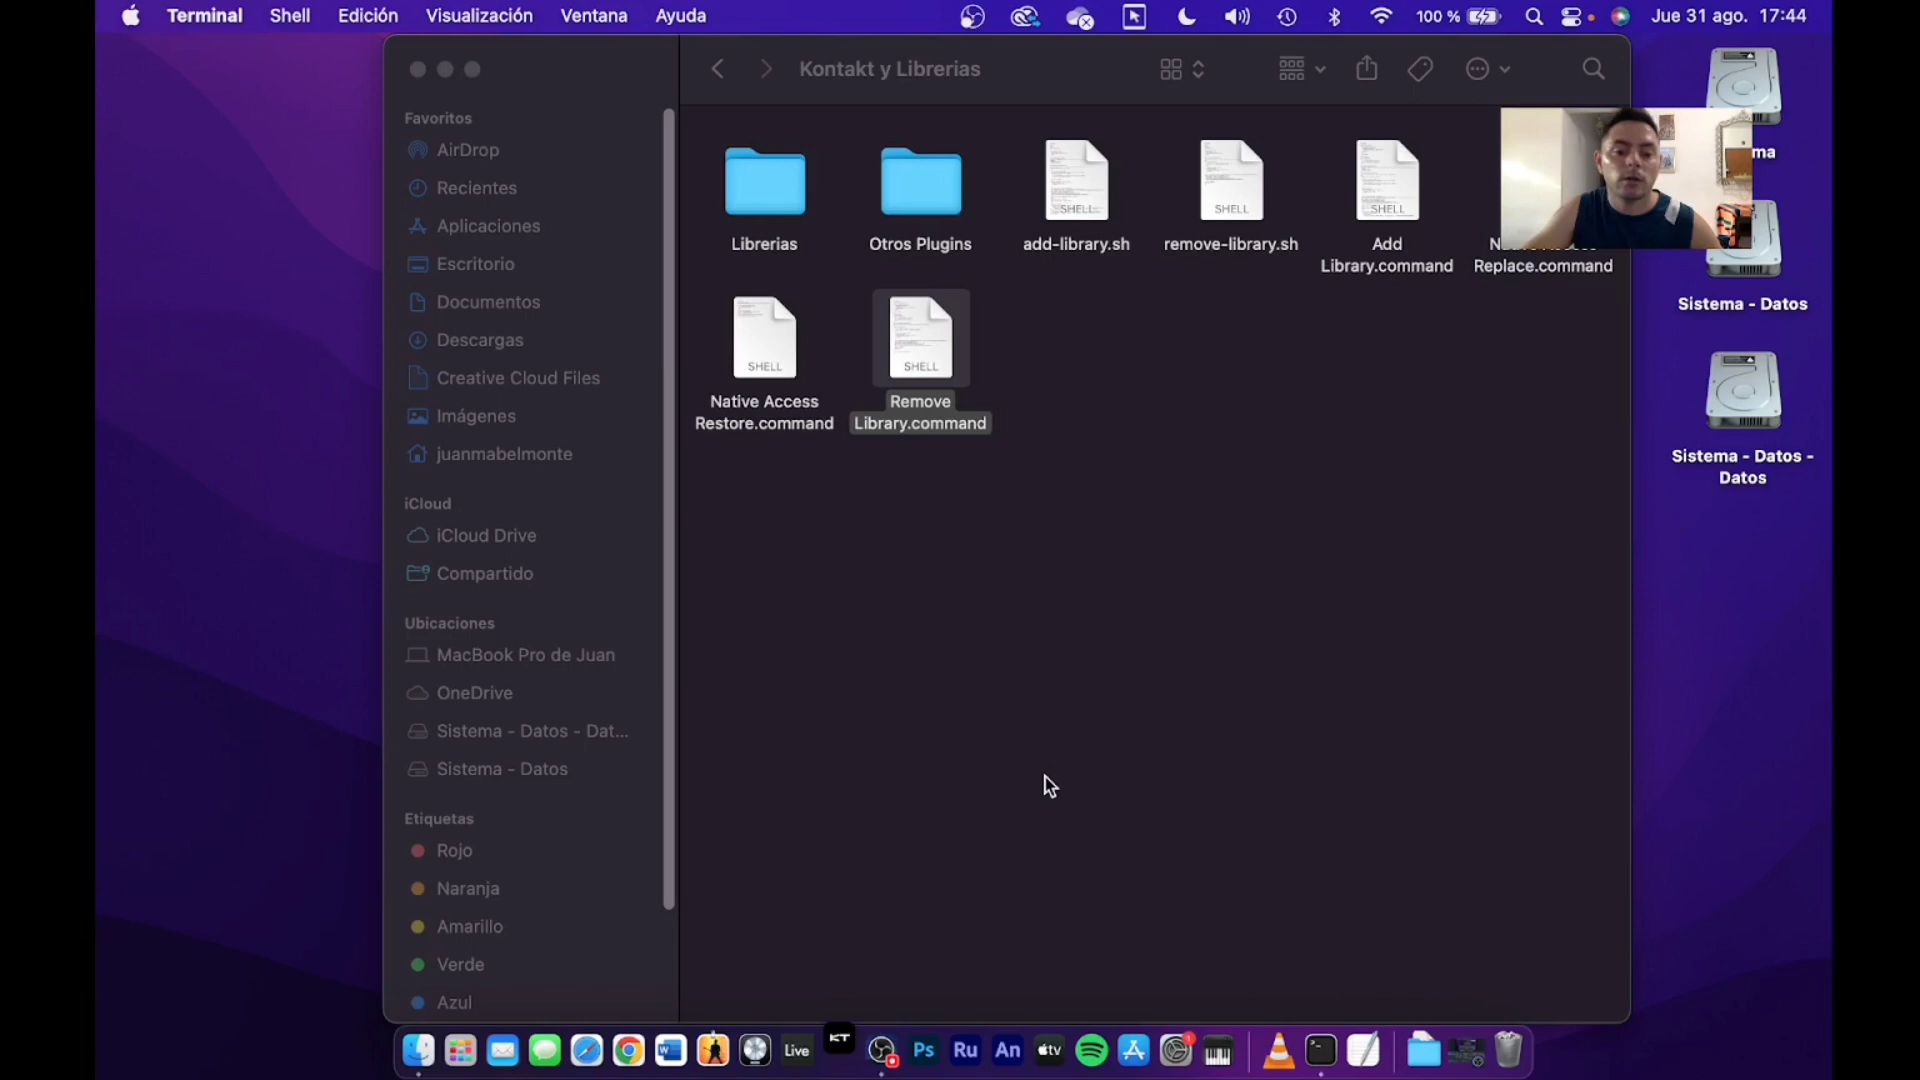 Terminal Shell Edición Visualización Ventana Ayuda 100 % Jue 31 ago. 17:44
Kontakt y Librerias
Favoritos
AirDrop
Recientes
Aplicaciones
Escritorio
Documentos
Descargas
Creative Cloud Files
Imágenes
juanmabelmonte
iCloud
iCloud Drive
Compartido
Ubicaciones
MacBook Pro de Juan
OneDrive
Sistema - Datos - Dat...
Sistema - Datos
Etiquetas
Rojo
Naranja
Amarillo
Verde
Azul
Librerias
Otros Plugins
SHELL
add-library.sh
SHELL
remove-library.sh
SHELL
Add
Library.command
Replace.command
SHELL
Native Access
Restore.command
SHELL
Remove
Library.command
ma
Sistema - Datos
Sistema - Datos -
Datos
Live KT Ps Ru An tv